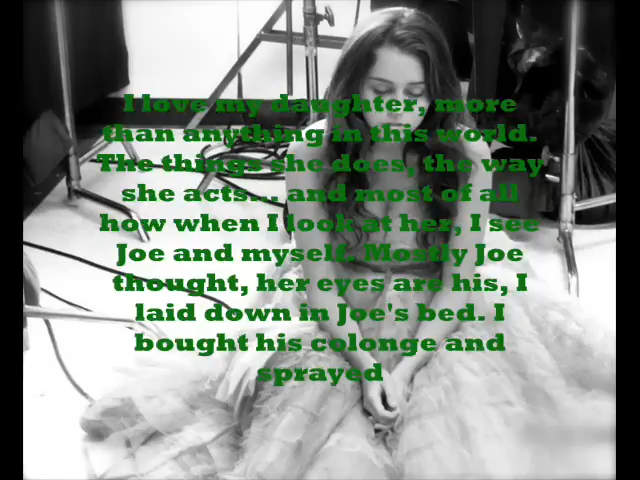 I love my daughter, more
than anything in this world.
The things she does, the way
she acts... and most of all
how when I look at her, I see
Joe and myself. Mostly Joe
thought, her eyes are his, I
laid down in Joe's bed. I
bought his colonge and
sprayed